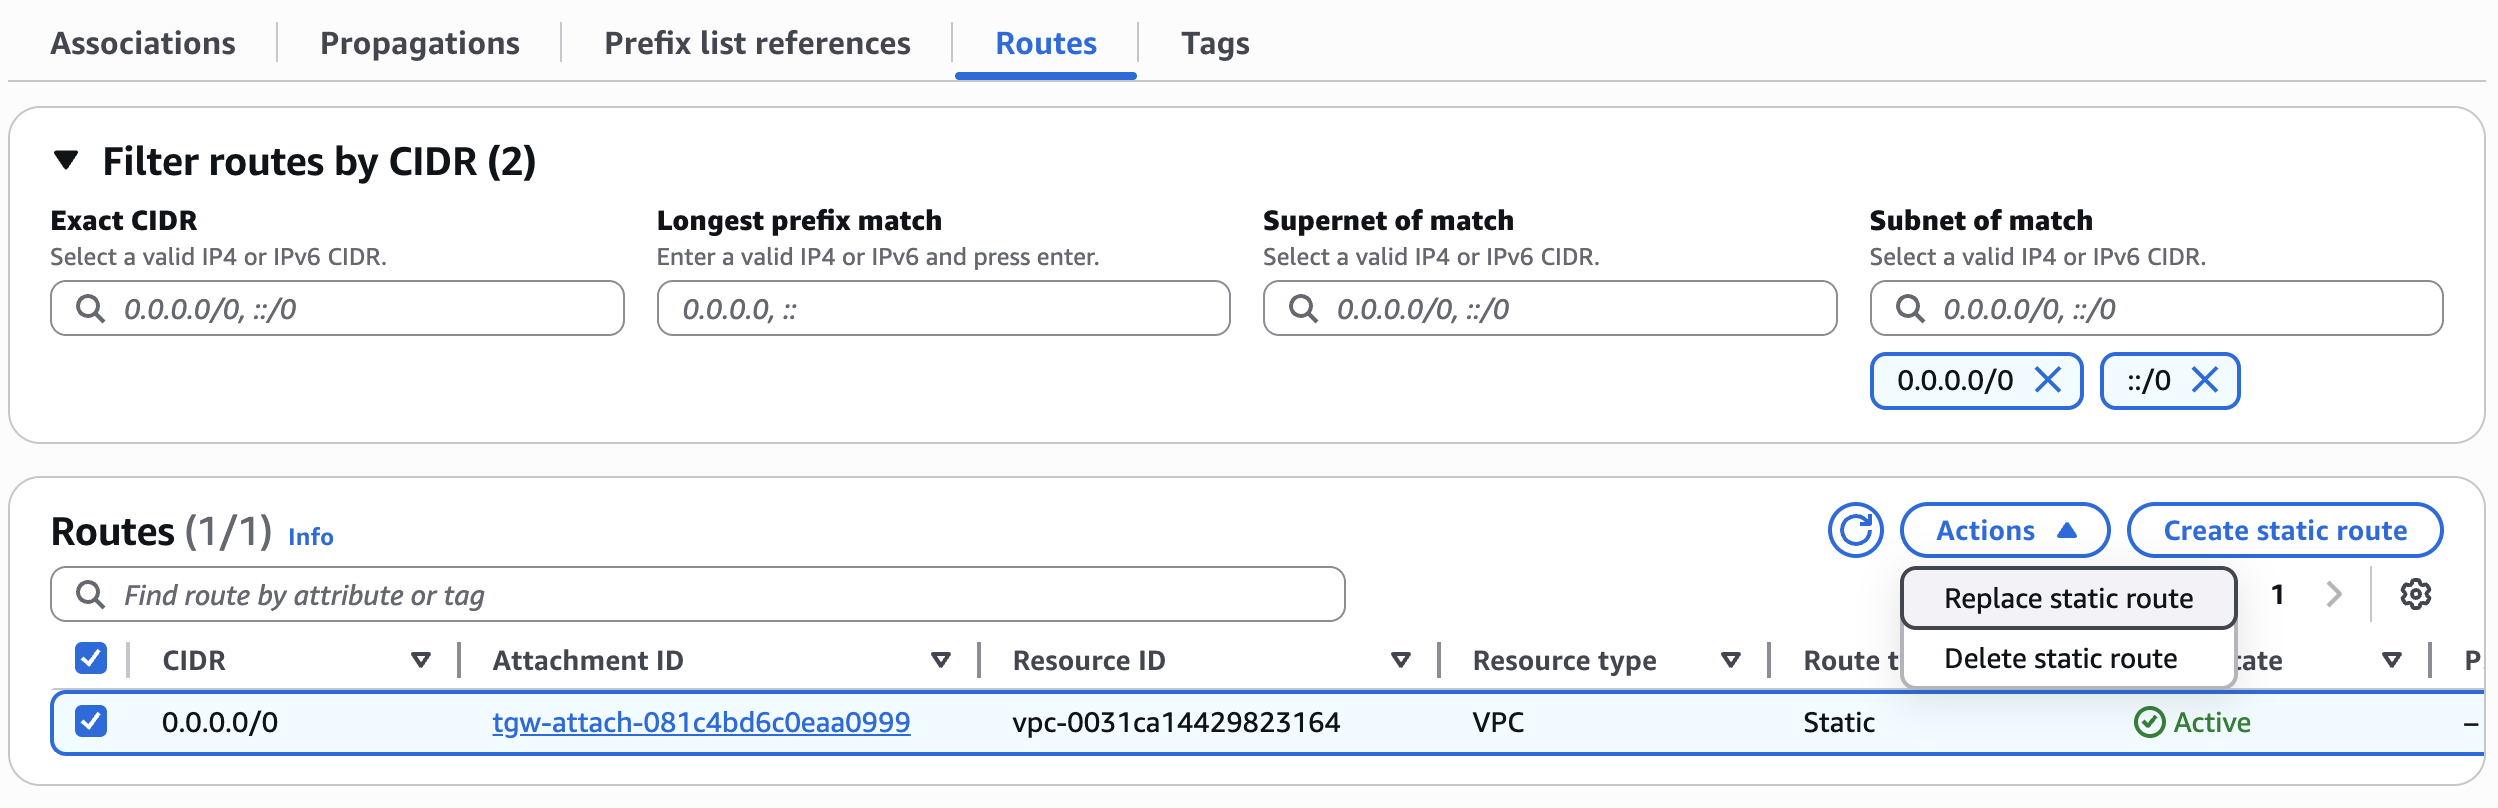 Associations Propagations Prefix list references Routes Tags
Filter routes by CIDR (2)
Exact CIDR
Select a valid IP4 or IPv6 CIDR.
0.0.0.0/0, ::/0
Longest prefix match
Enter a valid IP4 or IPv6 and press enter.
0.0.0.0, ::
Supernet of match
Select a valid IP4 or IPv6 CIDR.
0.0.0.0/0, ::/0
Subnet of match
Select a valid IP4 or IPv6 CIDR.
0.0.0.0/0, ::/0
0.0.0.0/0 ::/0
Routes (1/1) Info
Actions Create static route
Find route by attribute or tag
Replace static route
Delete static route
1
CIDR Attachment ID Resource ID Resource type Route t tate P
0.0.0.0/0 tgw-attach-081c4bd6c0eaa0999 vpc-0031ca14429823164 VPC Static Active –